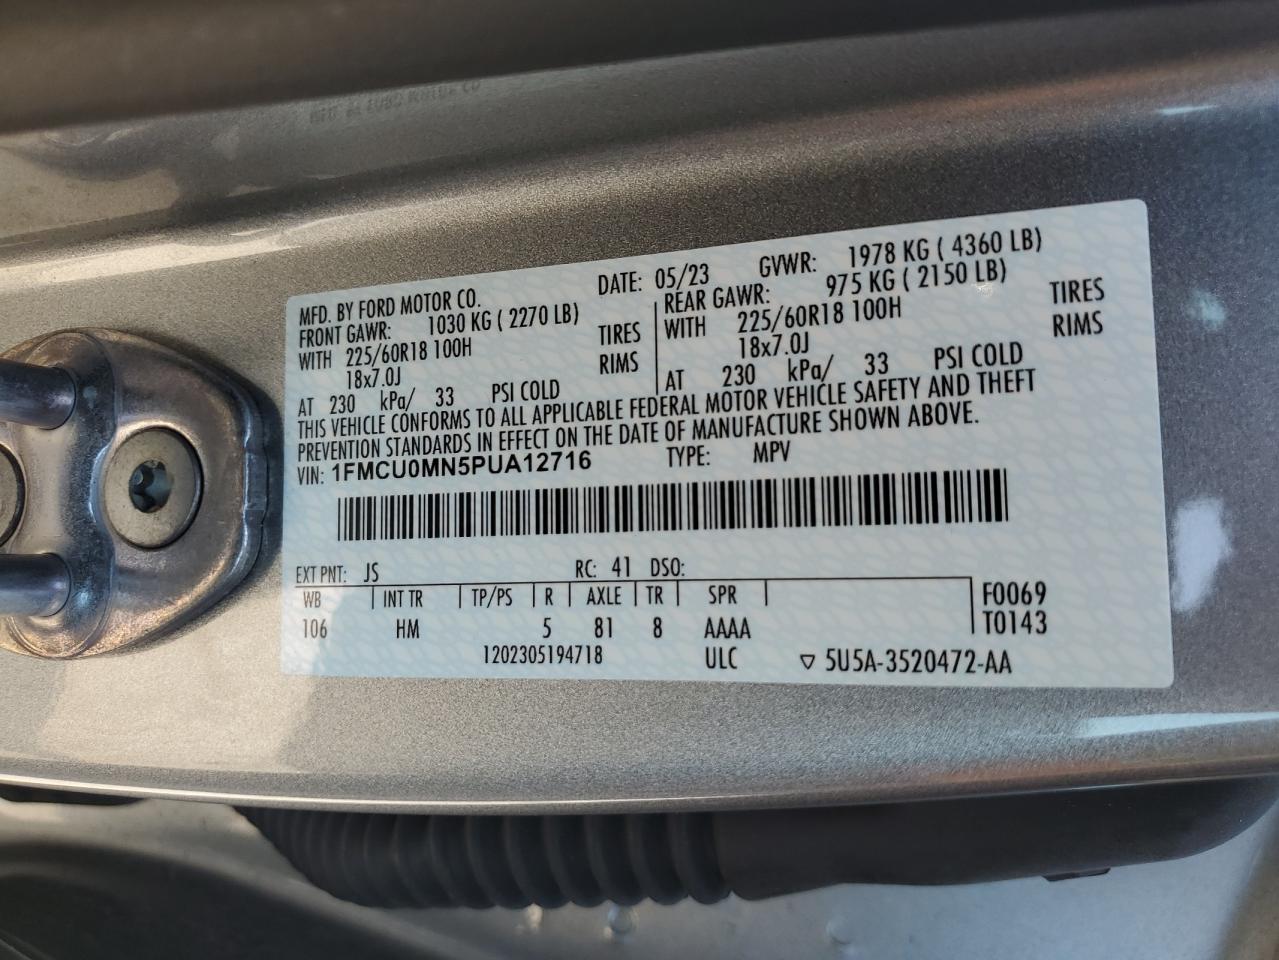 MFD. BY FORD MOTOR CO.
DATE: 05/23 GVWR: 1978 KG ( 4360 LB)
FRONT GAWR: 1030 KG ( 2270 LB)
WITH 225/60R18 100H TIRES
18x7.0J RIMS
AT 230 kPa/ 33 PSI COLD
REAR GAWR: 975 KG ( 2150 LB)
WITH 225/60R18 100H TIRES
18x7.0J RIMS
AT 230 kPa/ 33 PSI COLD
THIS VEHICLE CONFORMS TO ALL APPLICABLE FEDERAL MOTOR VEHICLE SAFETY AND THEFT
PREVENTION STANDARDS IN EFFECT ON THE DATE OF MANUFACTURE SHOWN ABOVE.
VIN: 1FMCU0MN5PUA12716 TYPE: MPV
EXT PNT: JS RC: 41 DSO:
WB INT TR TP/PS R AXLE TR SPR F0069
106 HM 5 81 8 AAAA T0143
1202305194718 ULC ▽ 5U5A-3520472-AA